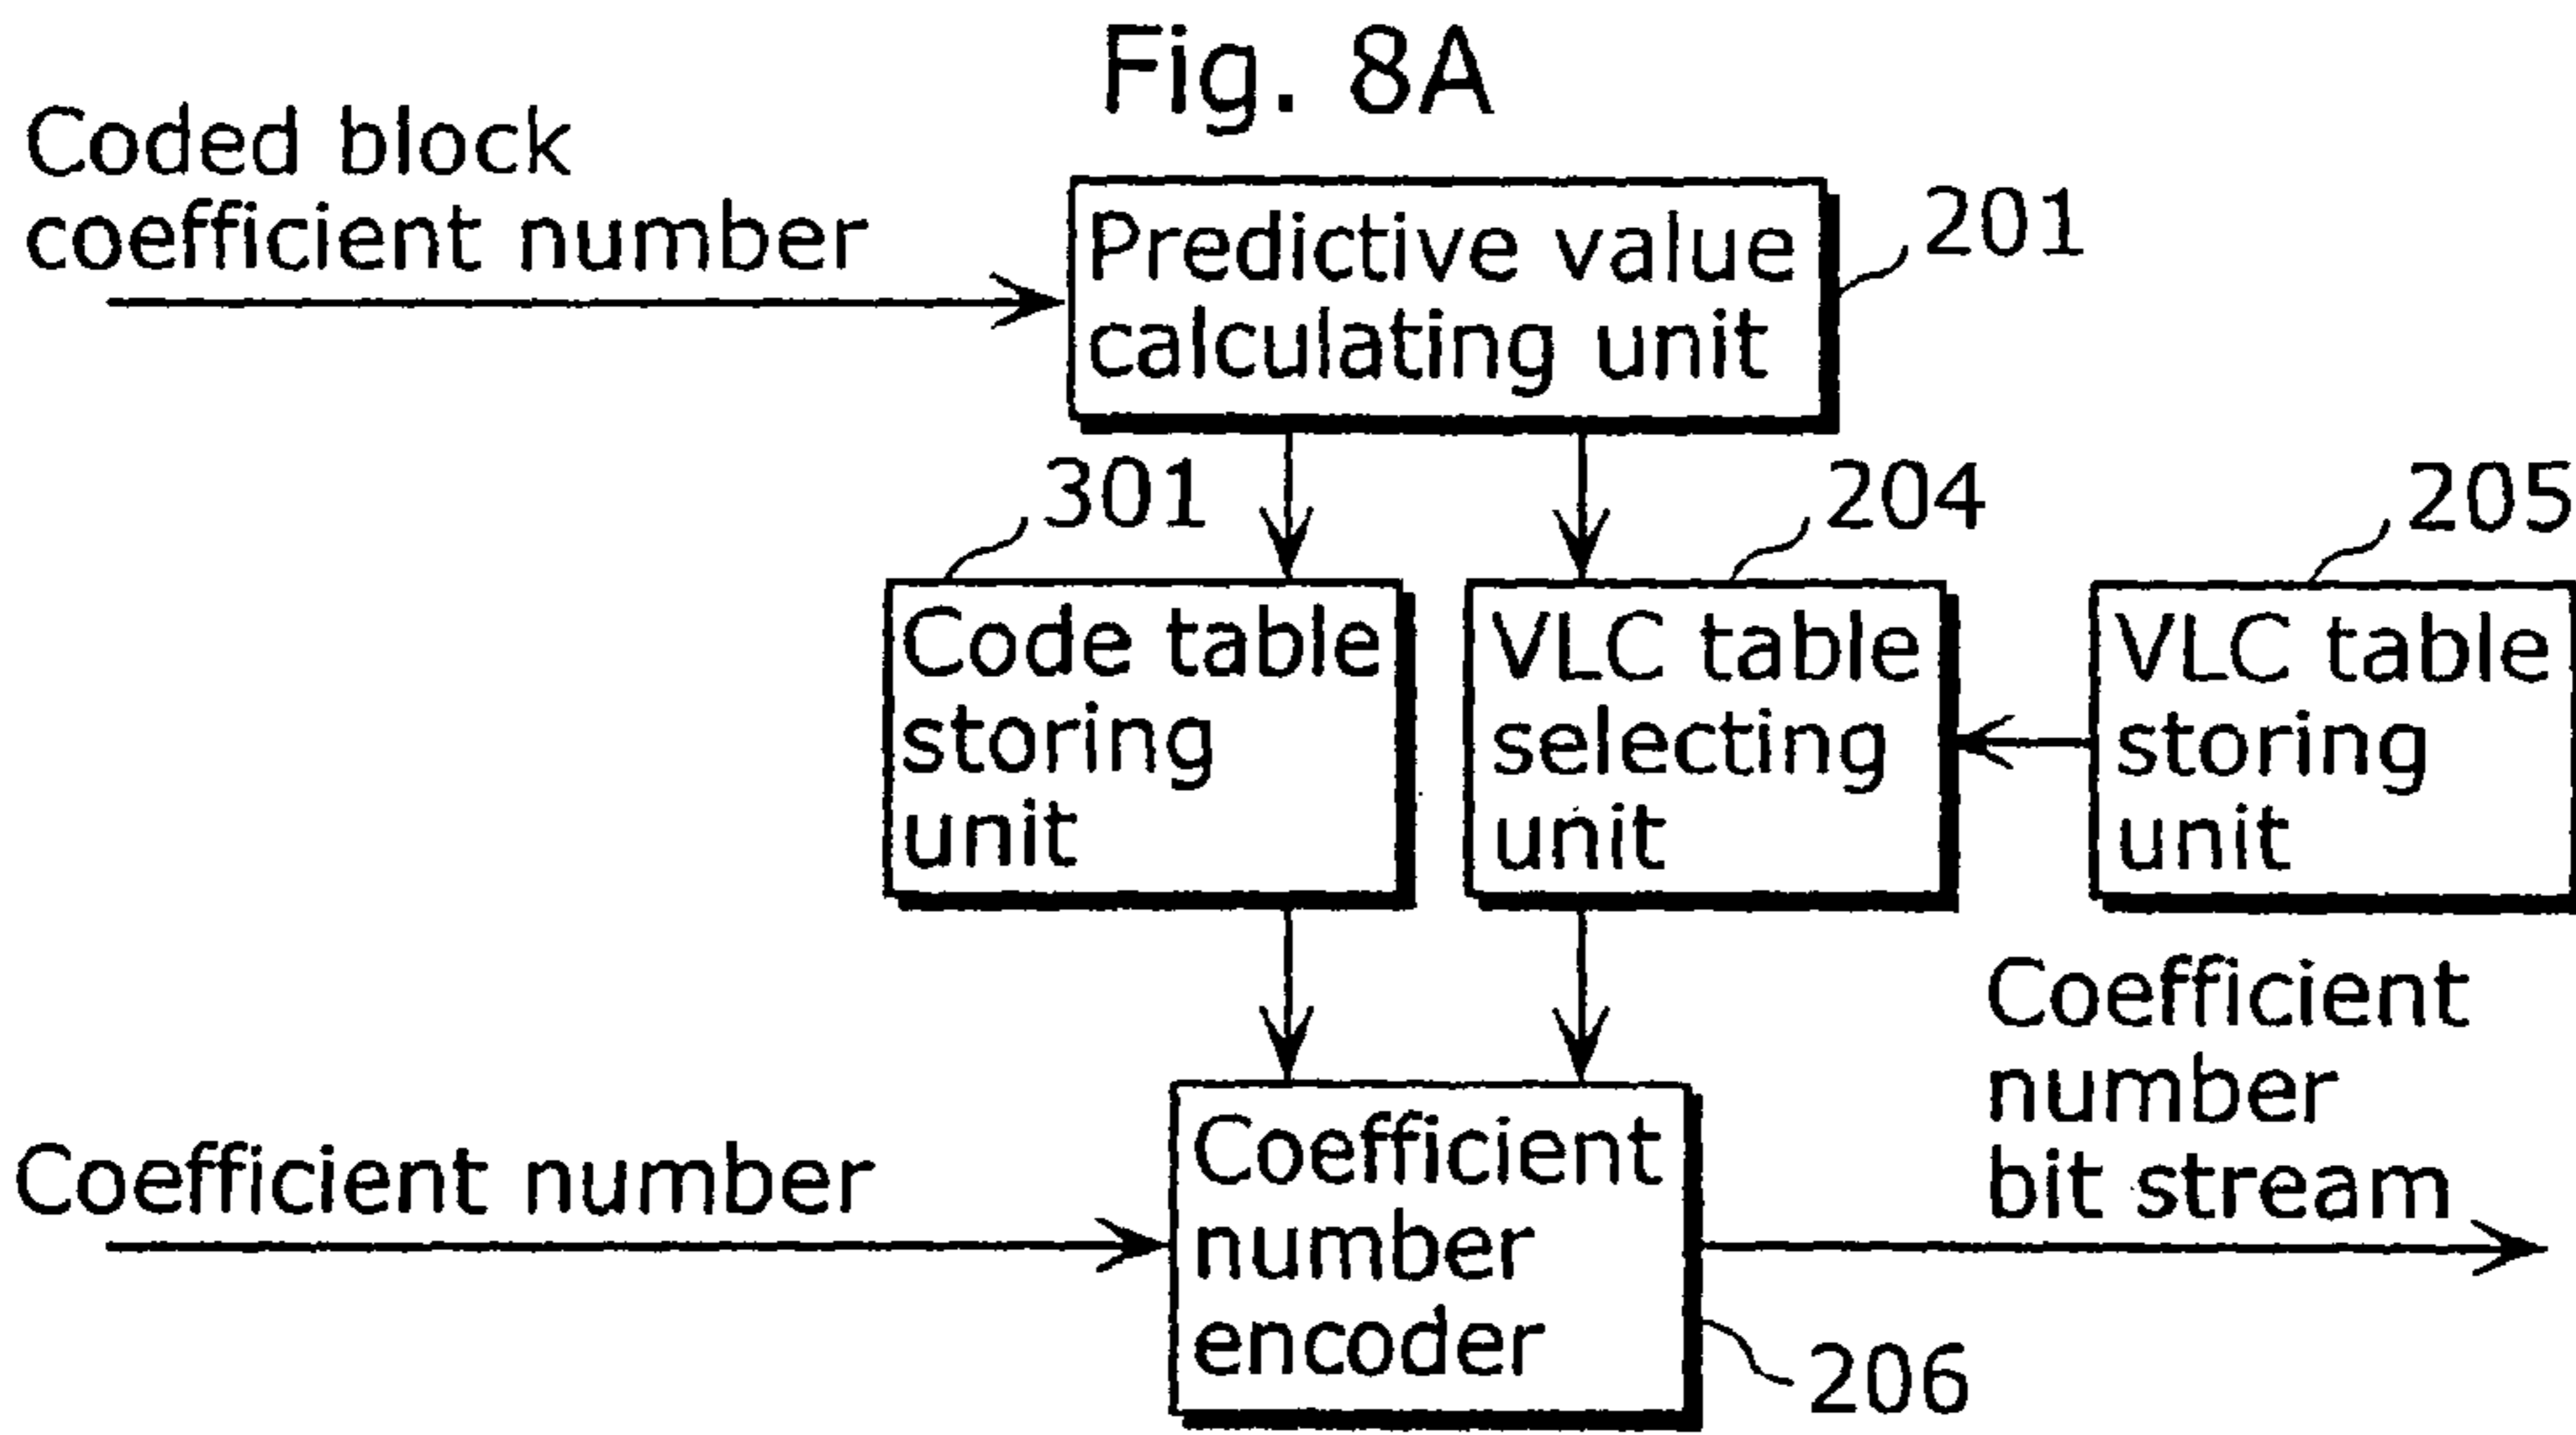 Fig. 8A
Coded block
coefficient number
Predictive value
calculating unit
201
301
204
205
Code table
storing
unit
VLC table
selecting
unit
VLC table
storing
unit
Coefficient number
Coefficient
number
encoder
206
Coefficient
number
bit stream